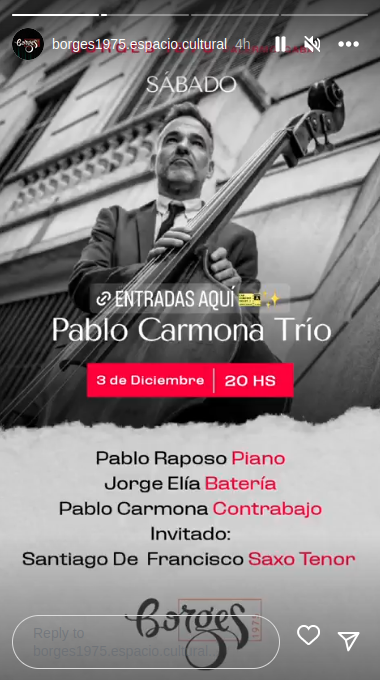 borges1975.espacio.cultural 4h
SÁBADO
ENTRADAS AQUÍ
Pablo Carmona Trío
3 de Diciembre 20 HS
Pablo Raposo Piano
Jorge Elía Batería
Pablo Carmona Contrabajo
Invitado:
Santiago De Francisco Saxo Tenor
Borges 1975
Reply to
borges1975.espacio.cultural...